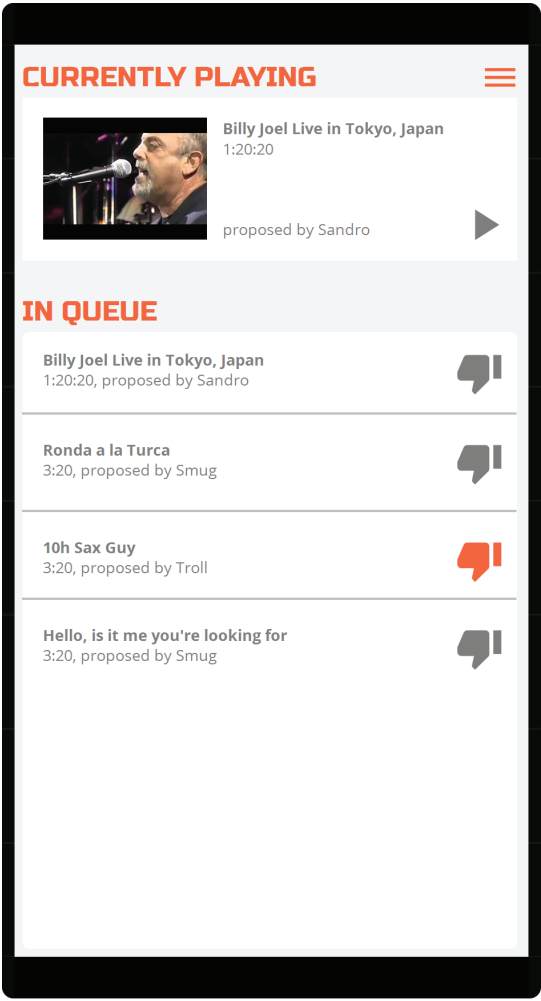 CURRENTLY PLAYING
Billy Joel Live in Tokyo, Japan
1:20:20
proposed by Sandro
IN QUEUE
Billy Joel Live in Tokyo, Japan
1:20:20, proposed by Sandro
Ronda a la Turca
3:20, proposed by Smug
10h Sax Guy
3:20, proposed by Troll
Hello, is it me you're looking for
3:20, proposed by Smug